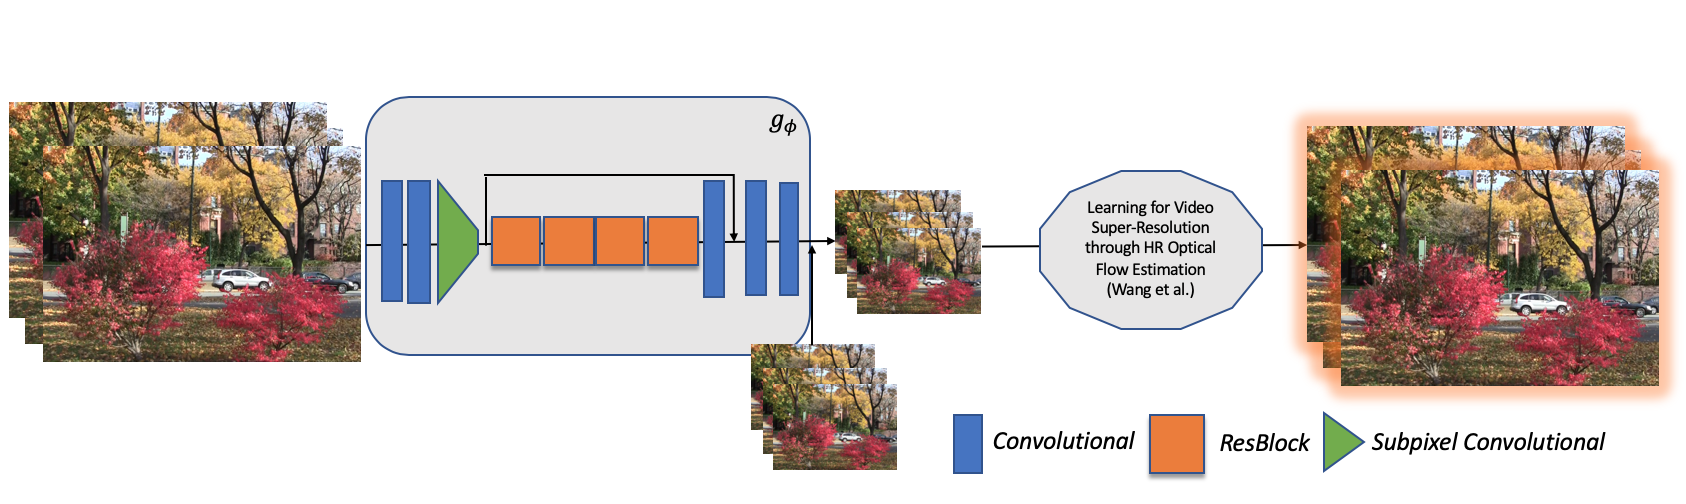 gϕ
Learning for Video
Super-Resolution
through HR Optical
Flow Estimation
(Wang et al.)
Convolutional
ResBlock
Subpixel Convolutional